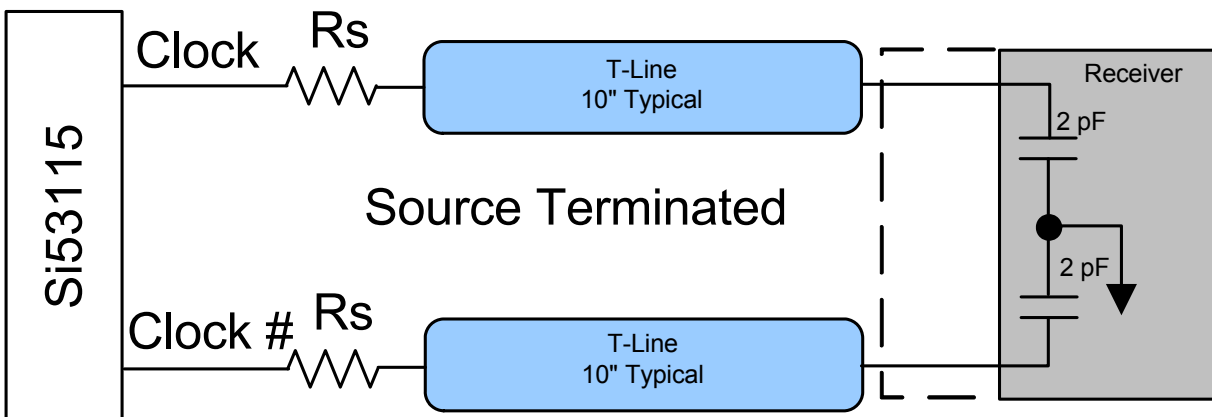 Si53115
Clock
Rs
T-Line
10" Typical
Receiver
2 pF
Source Terminated
2 pF
Clock #
Rs
T-Line
10" Typical